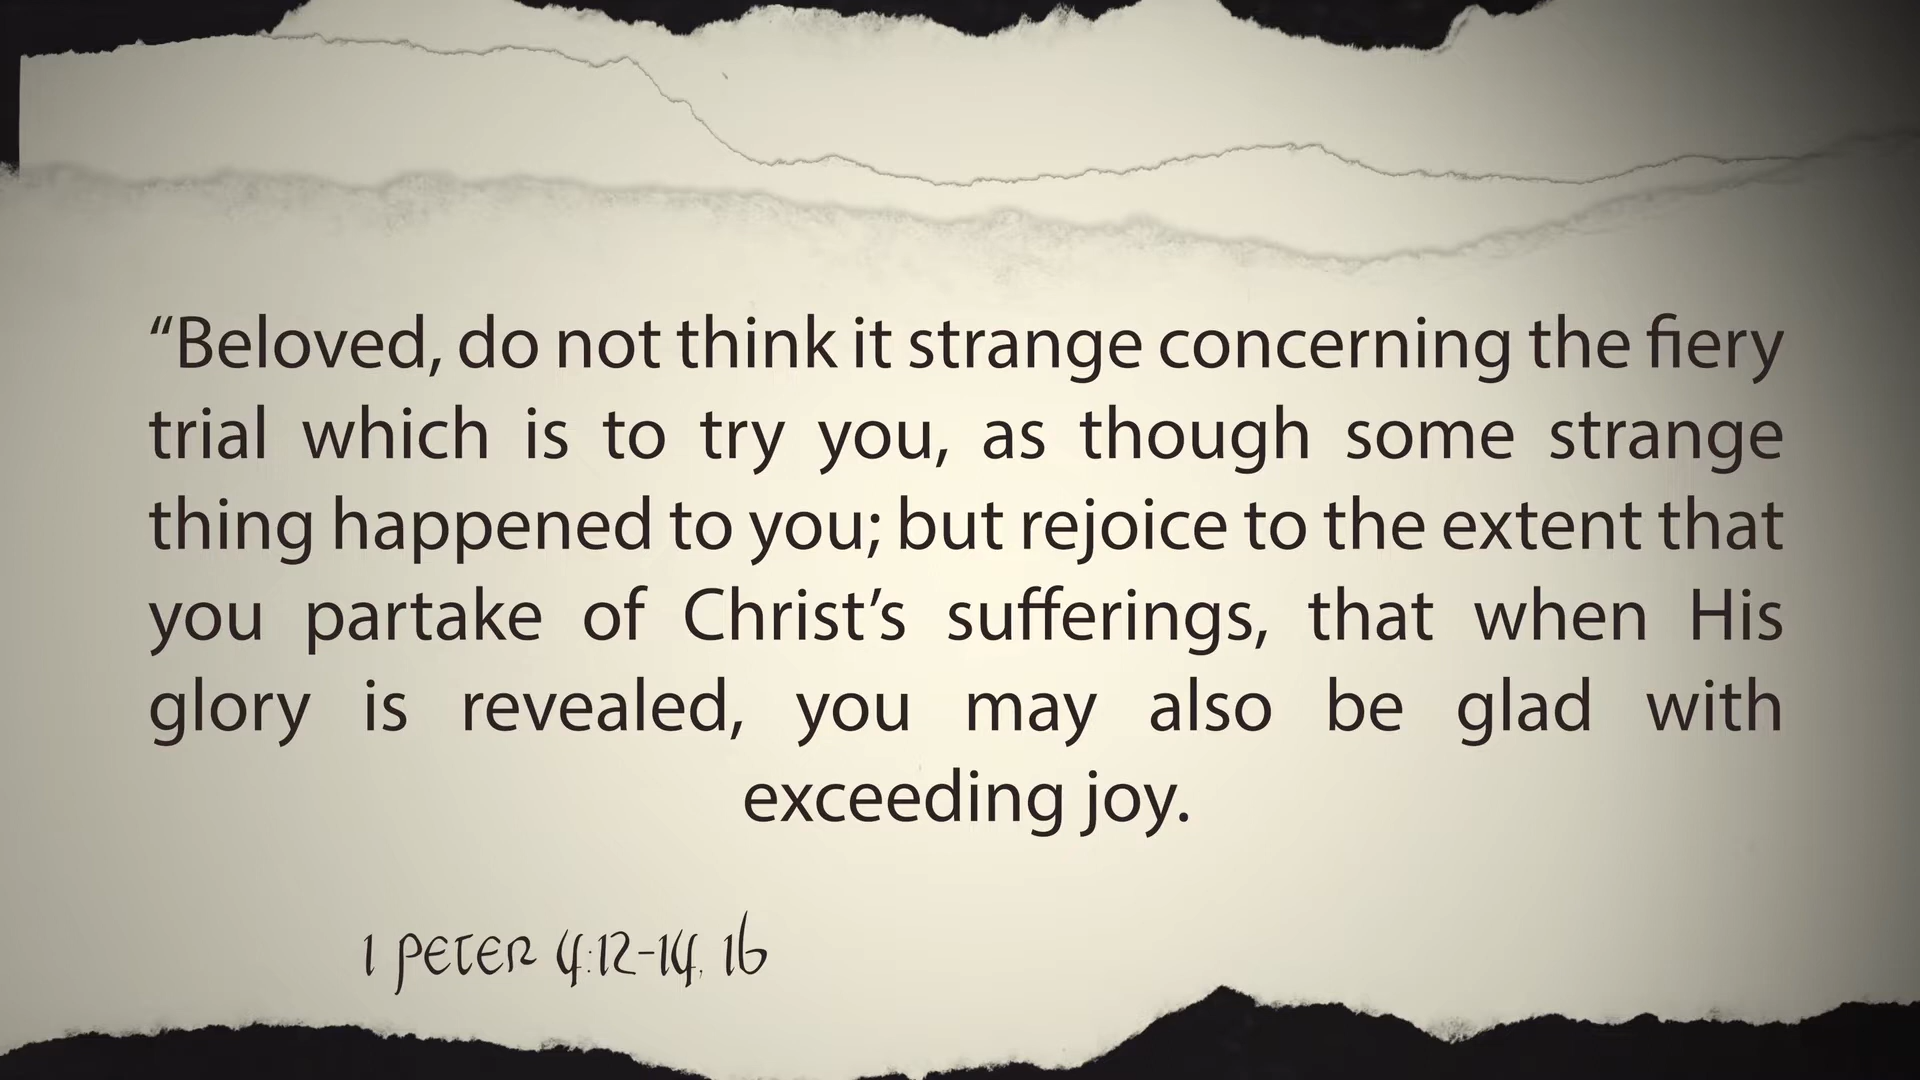 “Beloved, do not think it strange concerning the fiery
trial which is to try you, as though some strange
thing happened to you; but rejoice to the extent that
you partake of Christ’s sufferings, that when His
glory is revealed, you may also be glad with
exceeding joy.
1 PETER 4:12-14, 16